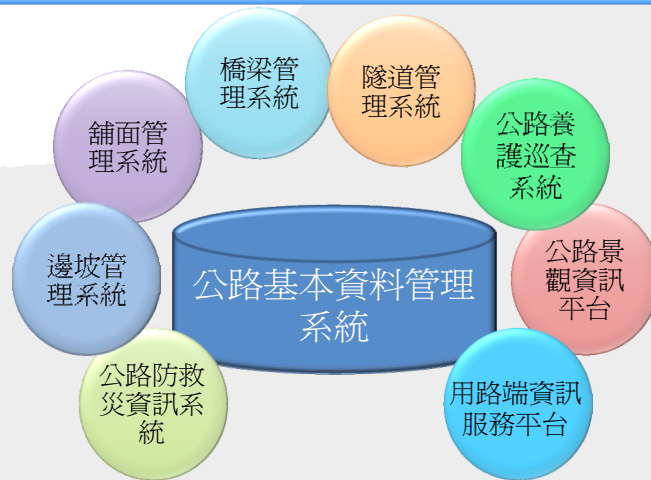 橋梁管
理系統
隧道管
理系統
舖面管
理系統
公路養
護巡查
系統
邊坡管
理系統
公路基本資料管理
系統
公路景
觀資訊
平台
公路防救
災資訊系
統
用路端資訊
服務平台